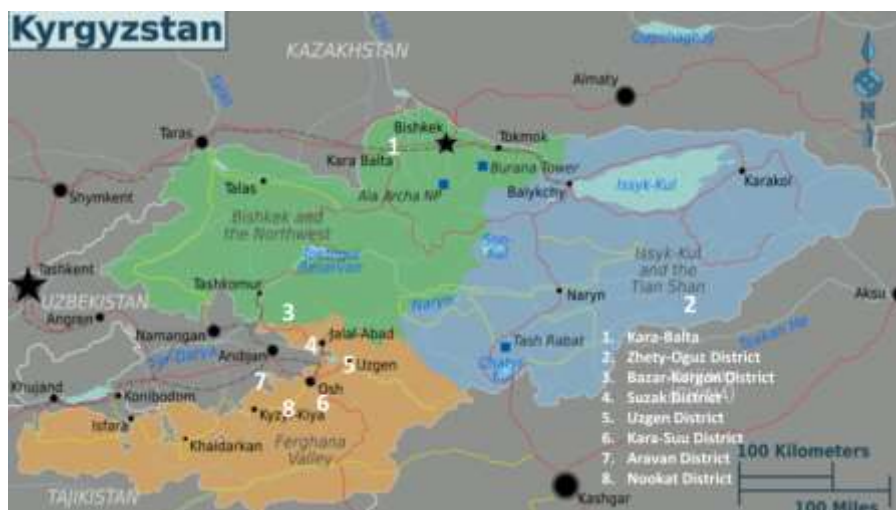 Kyrgyzstan
KAZAKHSTAN
Almaty
N
Bishkek
Tokmok
Taras
1
Kara Balta
Burana Tower
Talas
Ala Archa NP
Balykchy
Issyk-Kul
Karakol
Shymkent
Bishkek and
the Northwest
Issyk-Kul
and the
Tian Shan
Tashkent
Tashkomur
Naryn
Naryn
2
Aksu
UZBEKISTAN
Angren
3
Namangan
Jalal-Abad
Tash Rabat
4
Andijan
5
Uzgen
Syr Darya
7
Osh
Khujand
Konibodom
8
6
Kyzyl-Kiya
Isfara
Khaidarkan
Ferghana
Valley
TAJIKISTAN
Kashgar
1. Kara-Balta
2. Zhety-Oguz District
3. Bazar-Korgon District
4. Suzak District
5. Uzgen District
6. Kara-Suu District
7. Aravan District
8. Nookat District
100 Kilometers
100 Miles